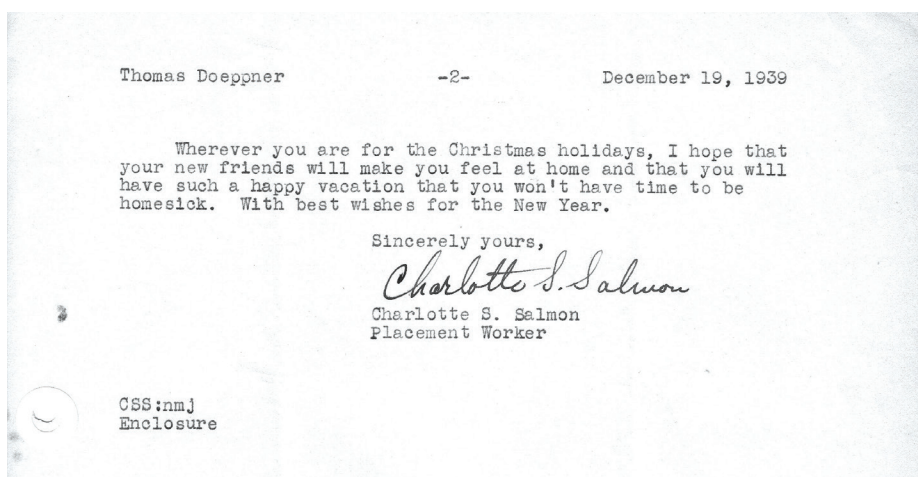 Thomas Doeppner -2- December 19, 1939
Wherever you are for the Christmas holidays, I hope that
your new friends will make you feel at home and that you will
have such a happy vacation that you won't have time to be
homesick. With best wishes for the New Year.
Sincerely yours,
Charlotte S. Salmon
Charlotte S. Salmon
Placement Worker
CSS:nmj
Enclosure